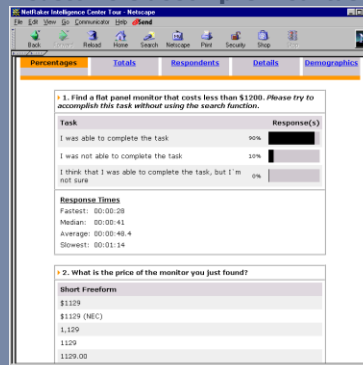 NetRaker Intelligence Center Tour - Netscape
File Edit View Go Communicator Help Send
Back Forward Reload Home Search Netscape Print Security Shop Stop
Percentages Totals Respondents Details Demographics
1. Find a flat panel monitor that costs less than $1200. Please try to
accomplish this task without using the search function.
Task Response(s)
I was able to complete the task 90%
I was not able to complete the task 10%
I think that I was able to complete the task, but I'm
not sure 0%
Response Times
Fastest: 00:00:28
Median: 00:00:41
Average: 00:00:48.4
Slowest: 00:01:14
2. What is the price of the monitor you just found?
Short Freeform
$1129
$1129 (NEC)
1,129
1129
1129.00